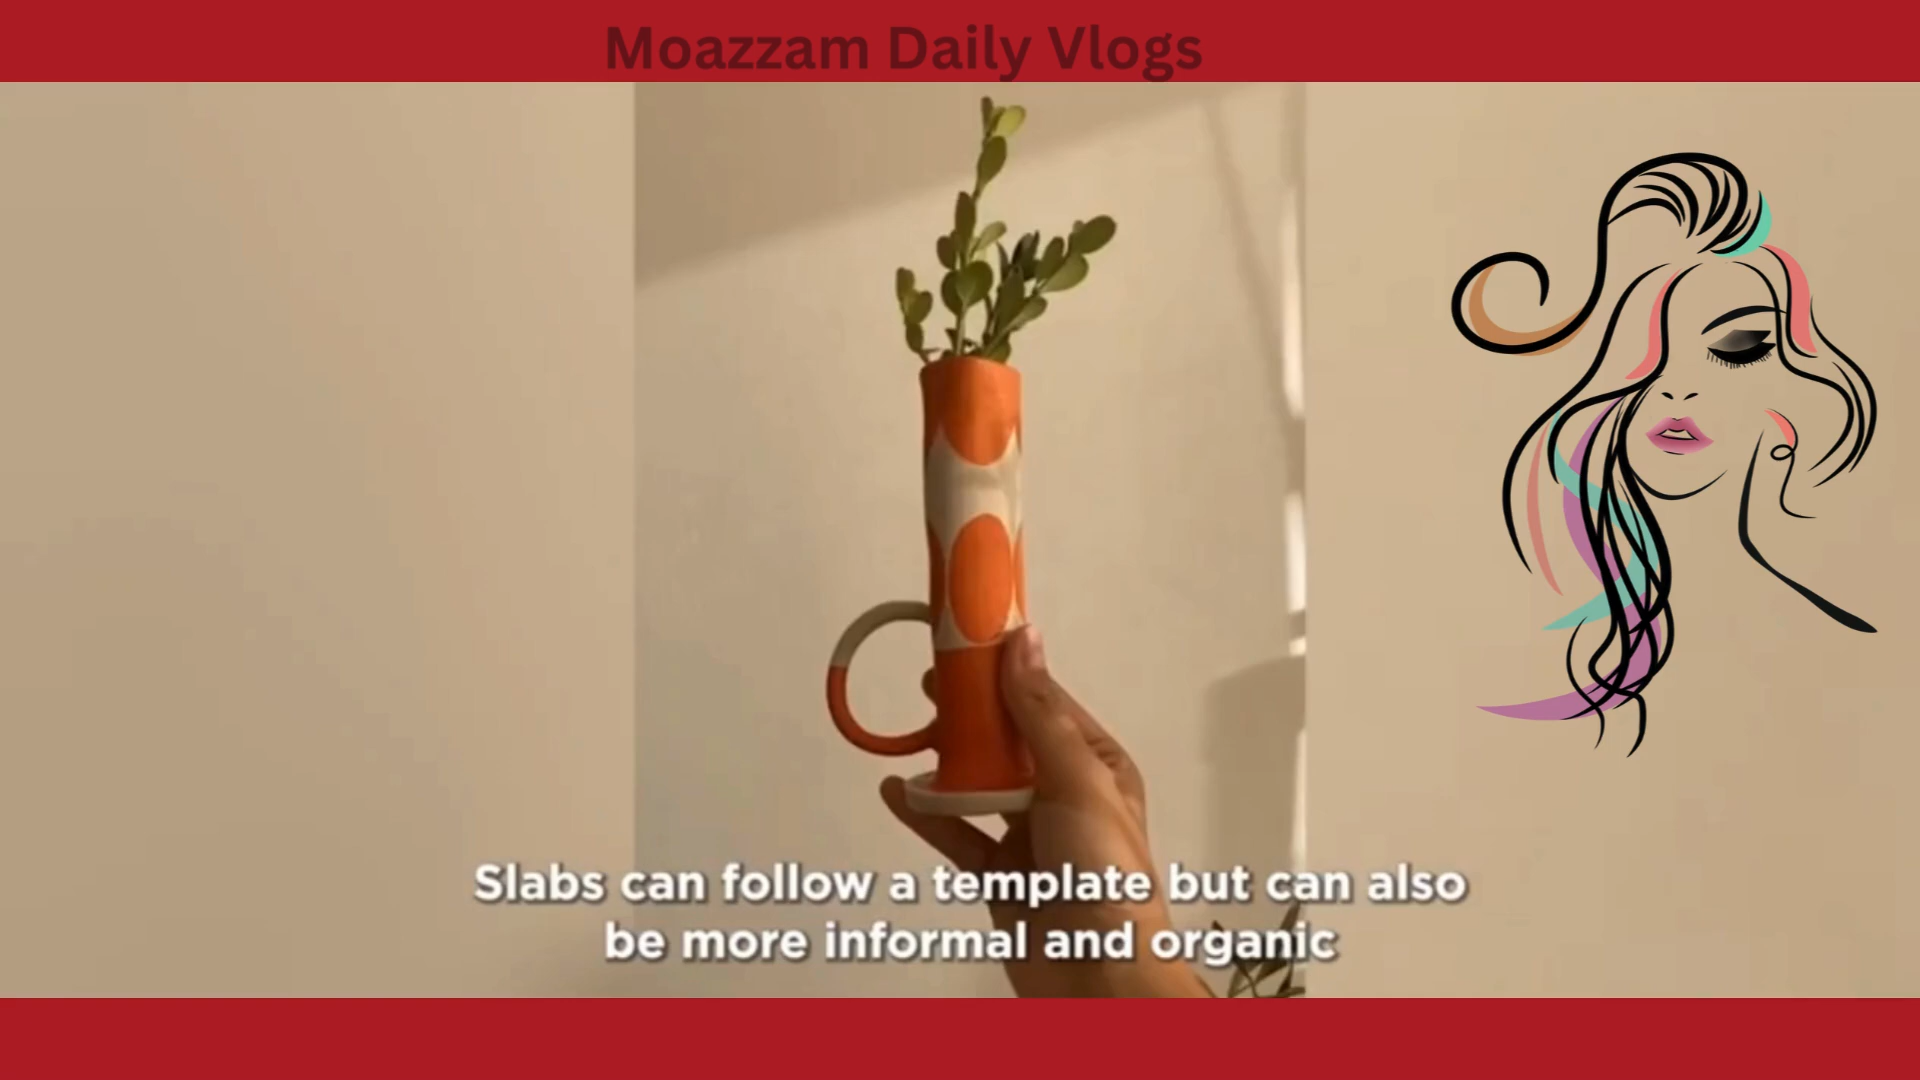 Moazzam Daily Vlogs
Slabs can follow a template but can also
be more informal and organic